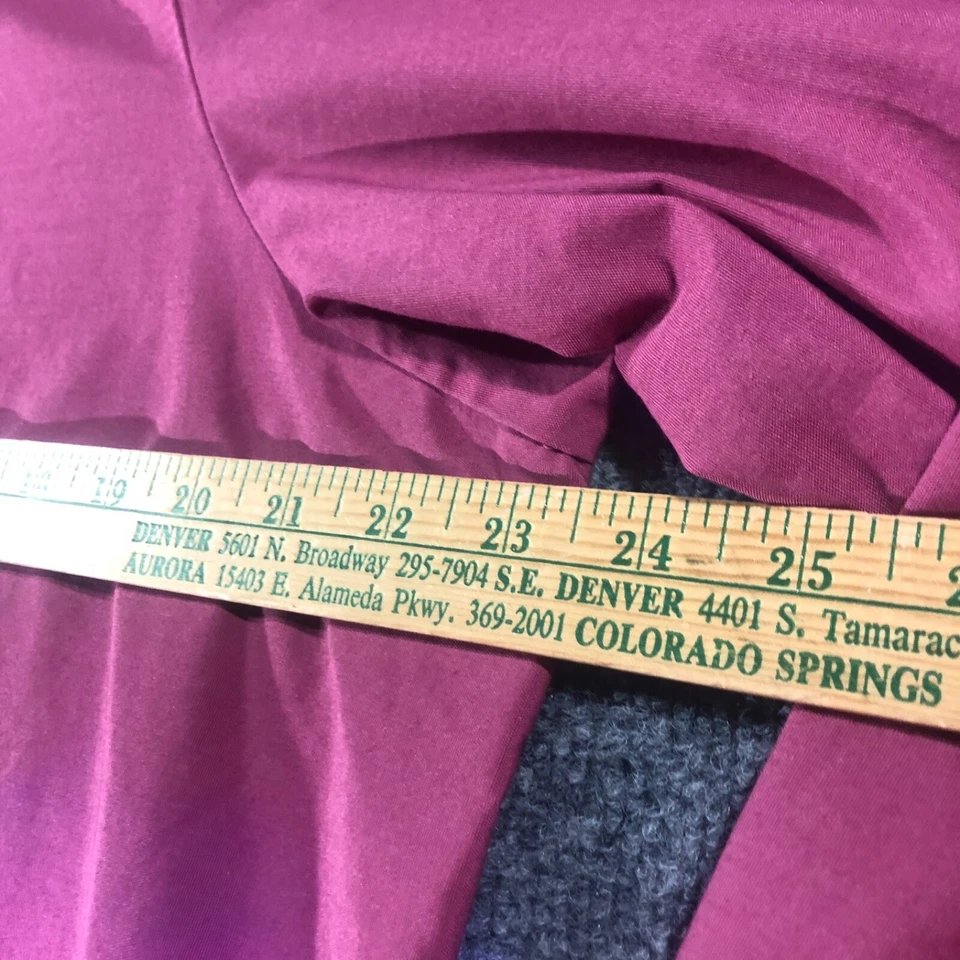 19 20 21 22 23 24 25
DENVER 5601 N. Broadway 295-7904 S.E. DENVER 4401 S. Tamarac
AURORA 15403 E. Alameda Pkwy. 369-2001 COLORADO SPRINGS